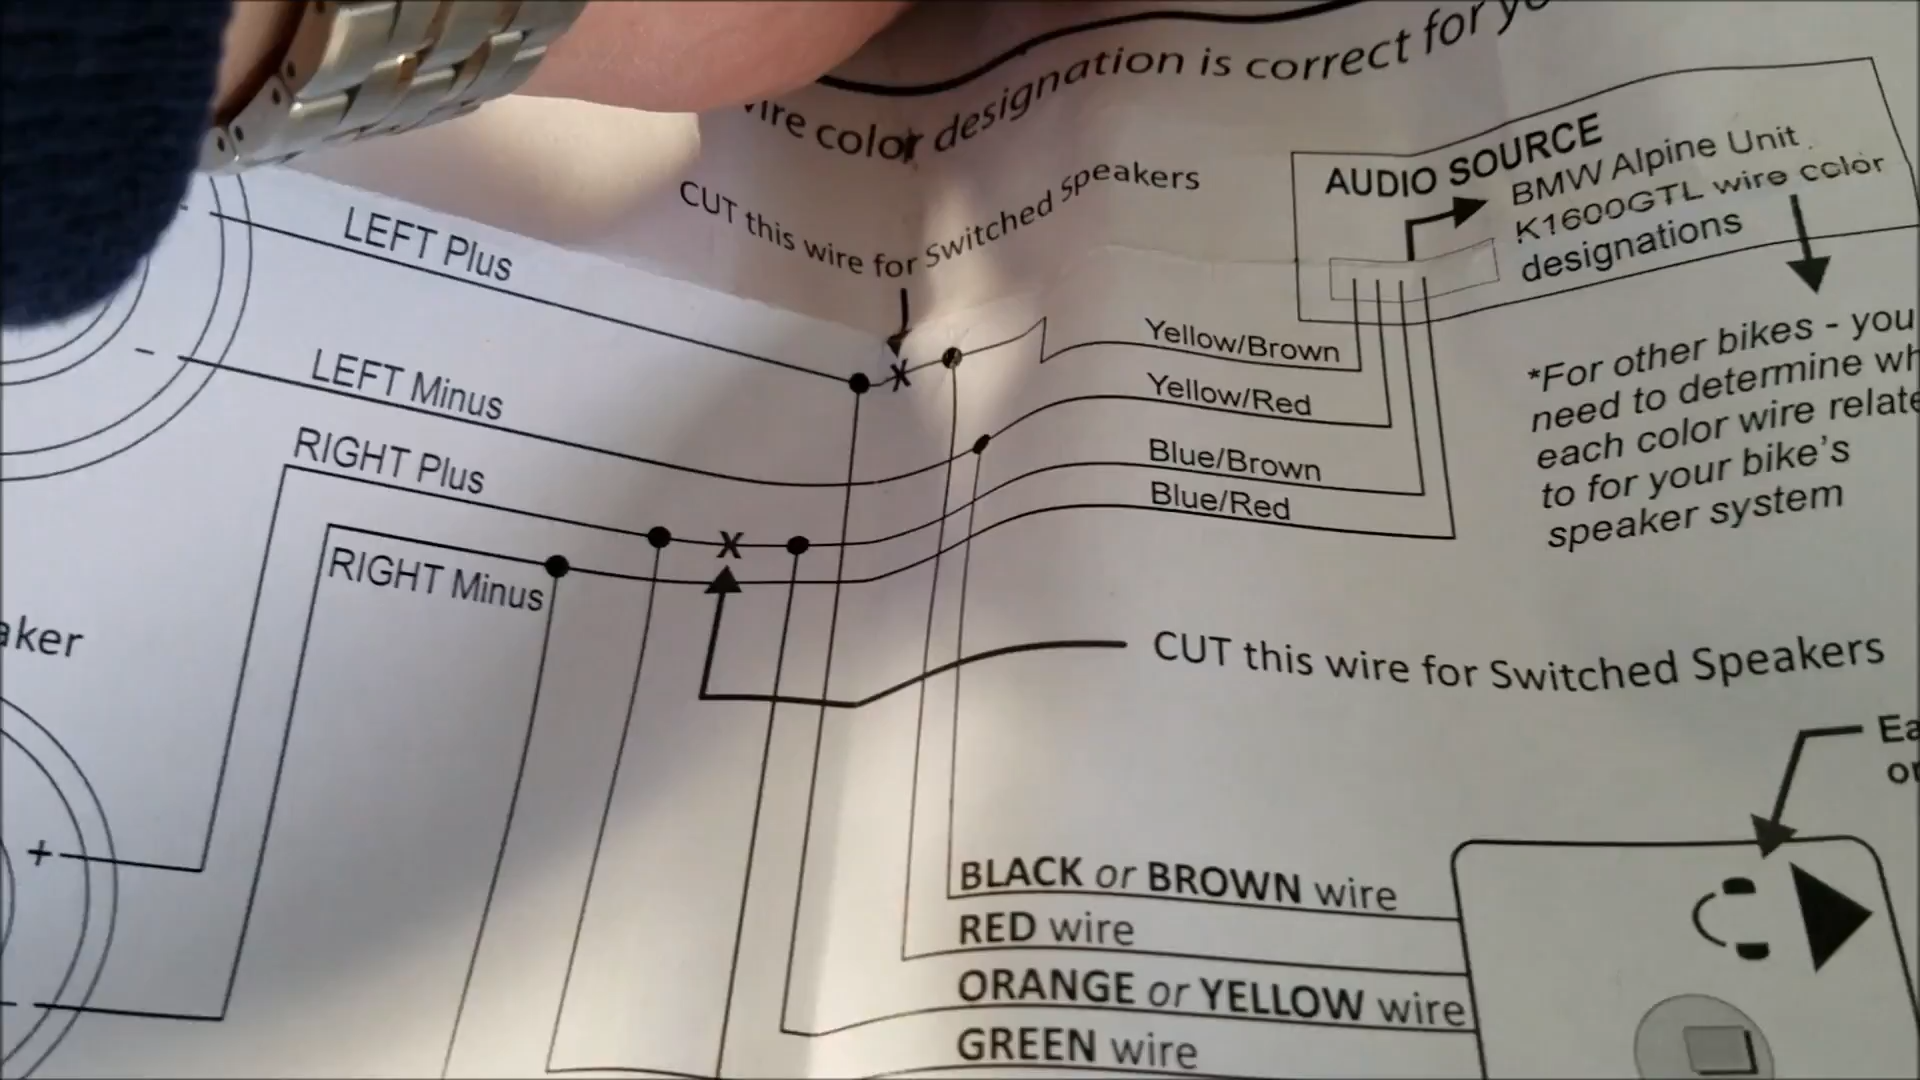 wire color designation is correct for
CUT this wire for Switched Speakers
AUDIO SOURCE
BMW Alpine Unit
K1600GTL wire color
designations
LEFT Plus
-
LEFT Minus
RIGHT Plus
RIGHT Minus
Yellow/Brown
Yellow/Red
Blue/Brown
Blue/Red
X
X
*For other bikes - you
need to determine
each color wire
to for your bike's
speaker system
CUT this wire for Switched Speakers
+
-
BLACK or BROWN wire
RED wire
ORANGE or YELLOW wire
GREEN wire